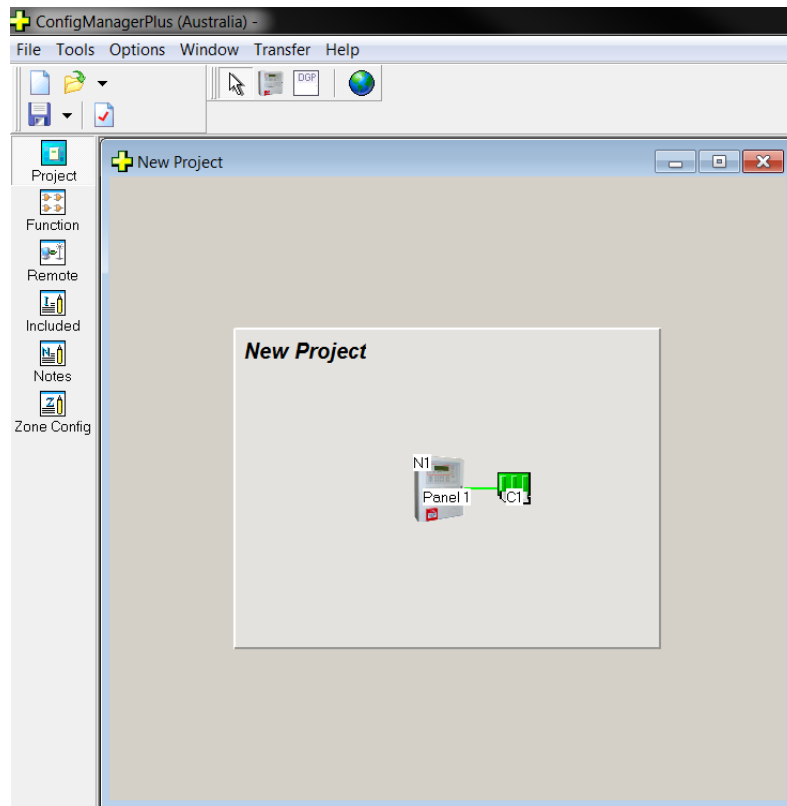 ConfigManagerPlus (Australia) -
File Tools Options Window Transfer Help
DGP
Project
Function
Remote
Included
Notes
Zone Config
New Project
New Project
N1
Panel 1
C1